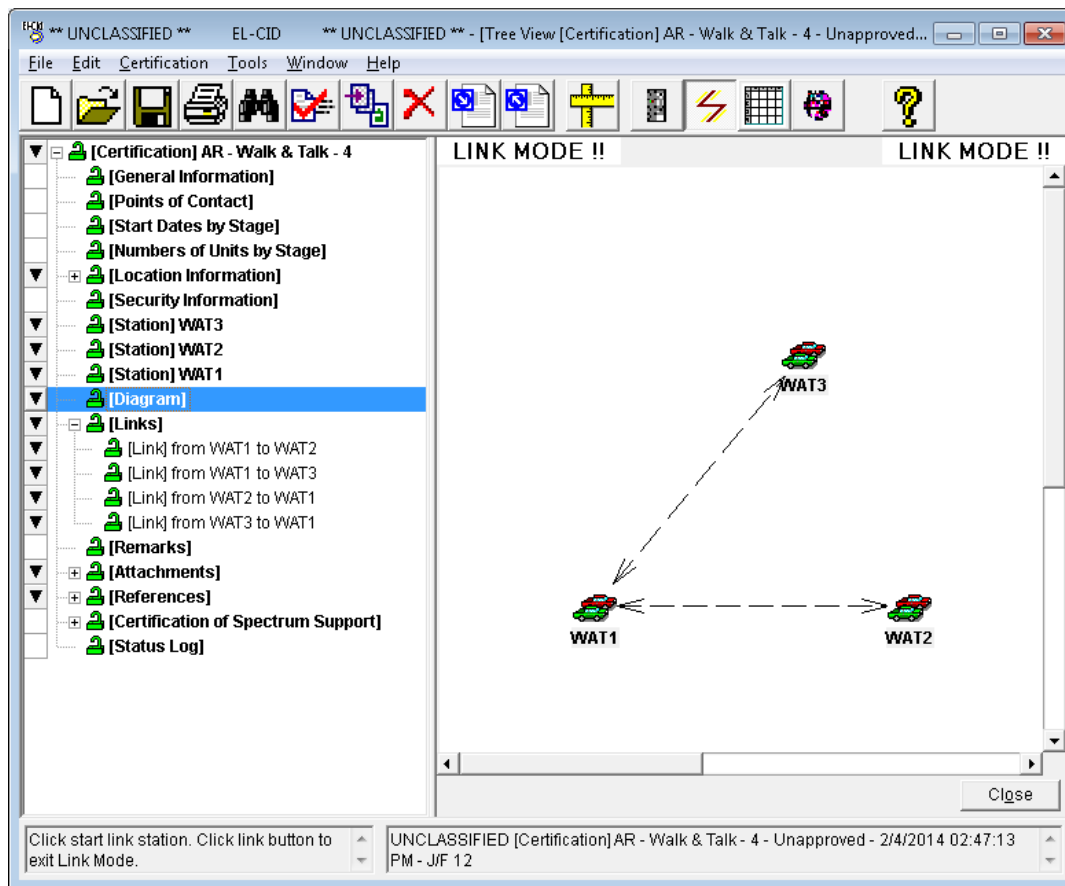 ** UNCLASSIFIED ** EL-CID ** UNCLASSIFIED ** - [Tree View [Certification] AR - Walk & Talk - 4 - Unapproved...
File Edit Certification Tools Window Help
[Certification] AR - Walk & Talk - 4
[General Information]
[Points of Contact]
[Start Dates by Stage]
[Numbers of Units by Stage]
[Location Information]
[Security Information]
[Station] WAT3
[Station] WAT2
[Station] WAT1
[Diagram]
[Links]
[Link] from WAT1 to WAT2
[Link] from WAT1 to WAT3
[Link] from WAT2 to WAT1
[Link] from WAT3 to WAT1
[Remarks]
[Attachments]
[References]
[Certification of Spectrum Support]
[Status Log]
LINK MODE !! LINK MODE !!
WAT3
WAT1 WAT2
Close
Click start link station. Click link button to
exit Link Mode.
UNCLASSIFIED [Certification] AR - Walk & Talk - 4 - Unapproved - 2/4/2014 02:47:13
PM - J/F 12